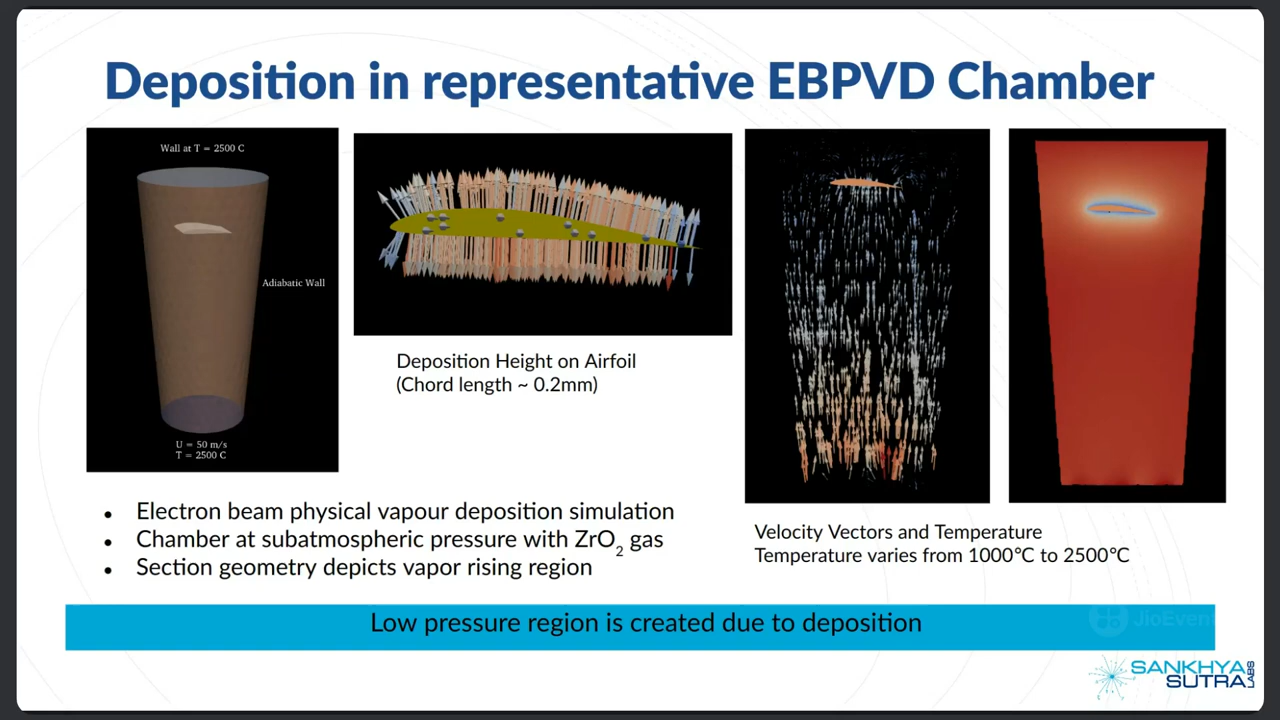 Deposition in representative EBPVD Chamber
Wall at T = 2500 C
Adiabatic Wall
U = 50 m/s
T = 2500 C
Deposition Height on Airfoil
(Chord length ~ 0.2mm)
Velocity Vectors and Temperature
Temperature varies from 1000°C to 2500°C
• Electron beam physical vapour deposition simulation
• Chamber at subatmospheric pressure with ZrO₂ gas
• Section geometry depicts vapor rising region
Low pressure region is created due to deposition
JioEvent
SANKHYA
SUTRA LABS